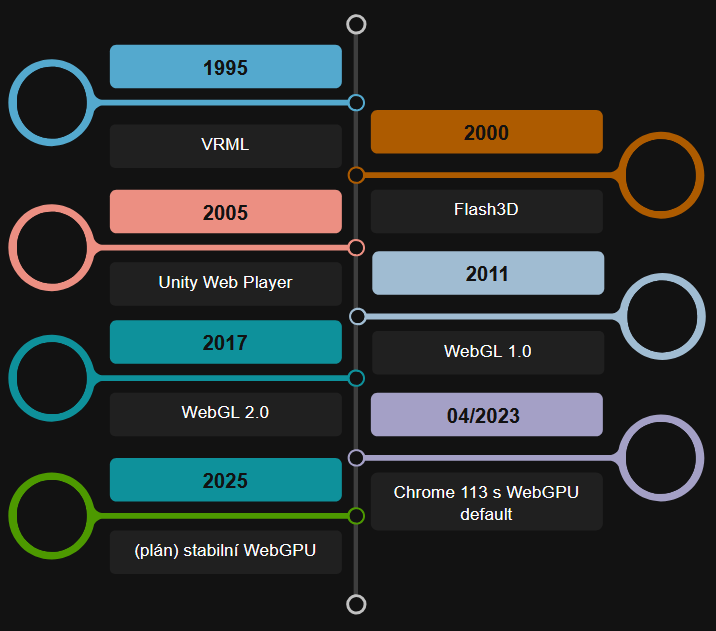 1995
VRML
2000
Flash3D
2005
Unity Web Player
2011
WebGL 1.0
2017
WebGL 2.0
04/2023
Chrome 113 s WebGPU
default
2025
(plán) stabilní WebGPU